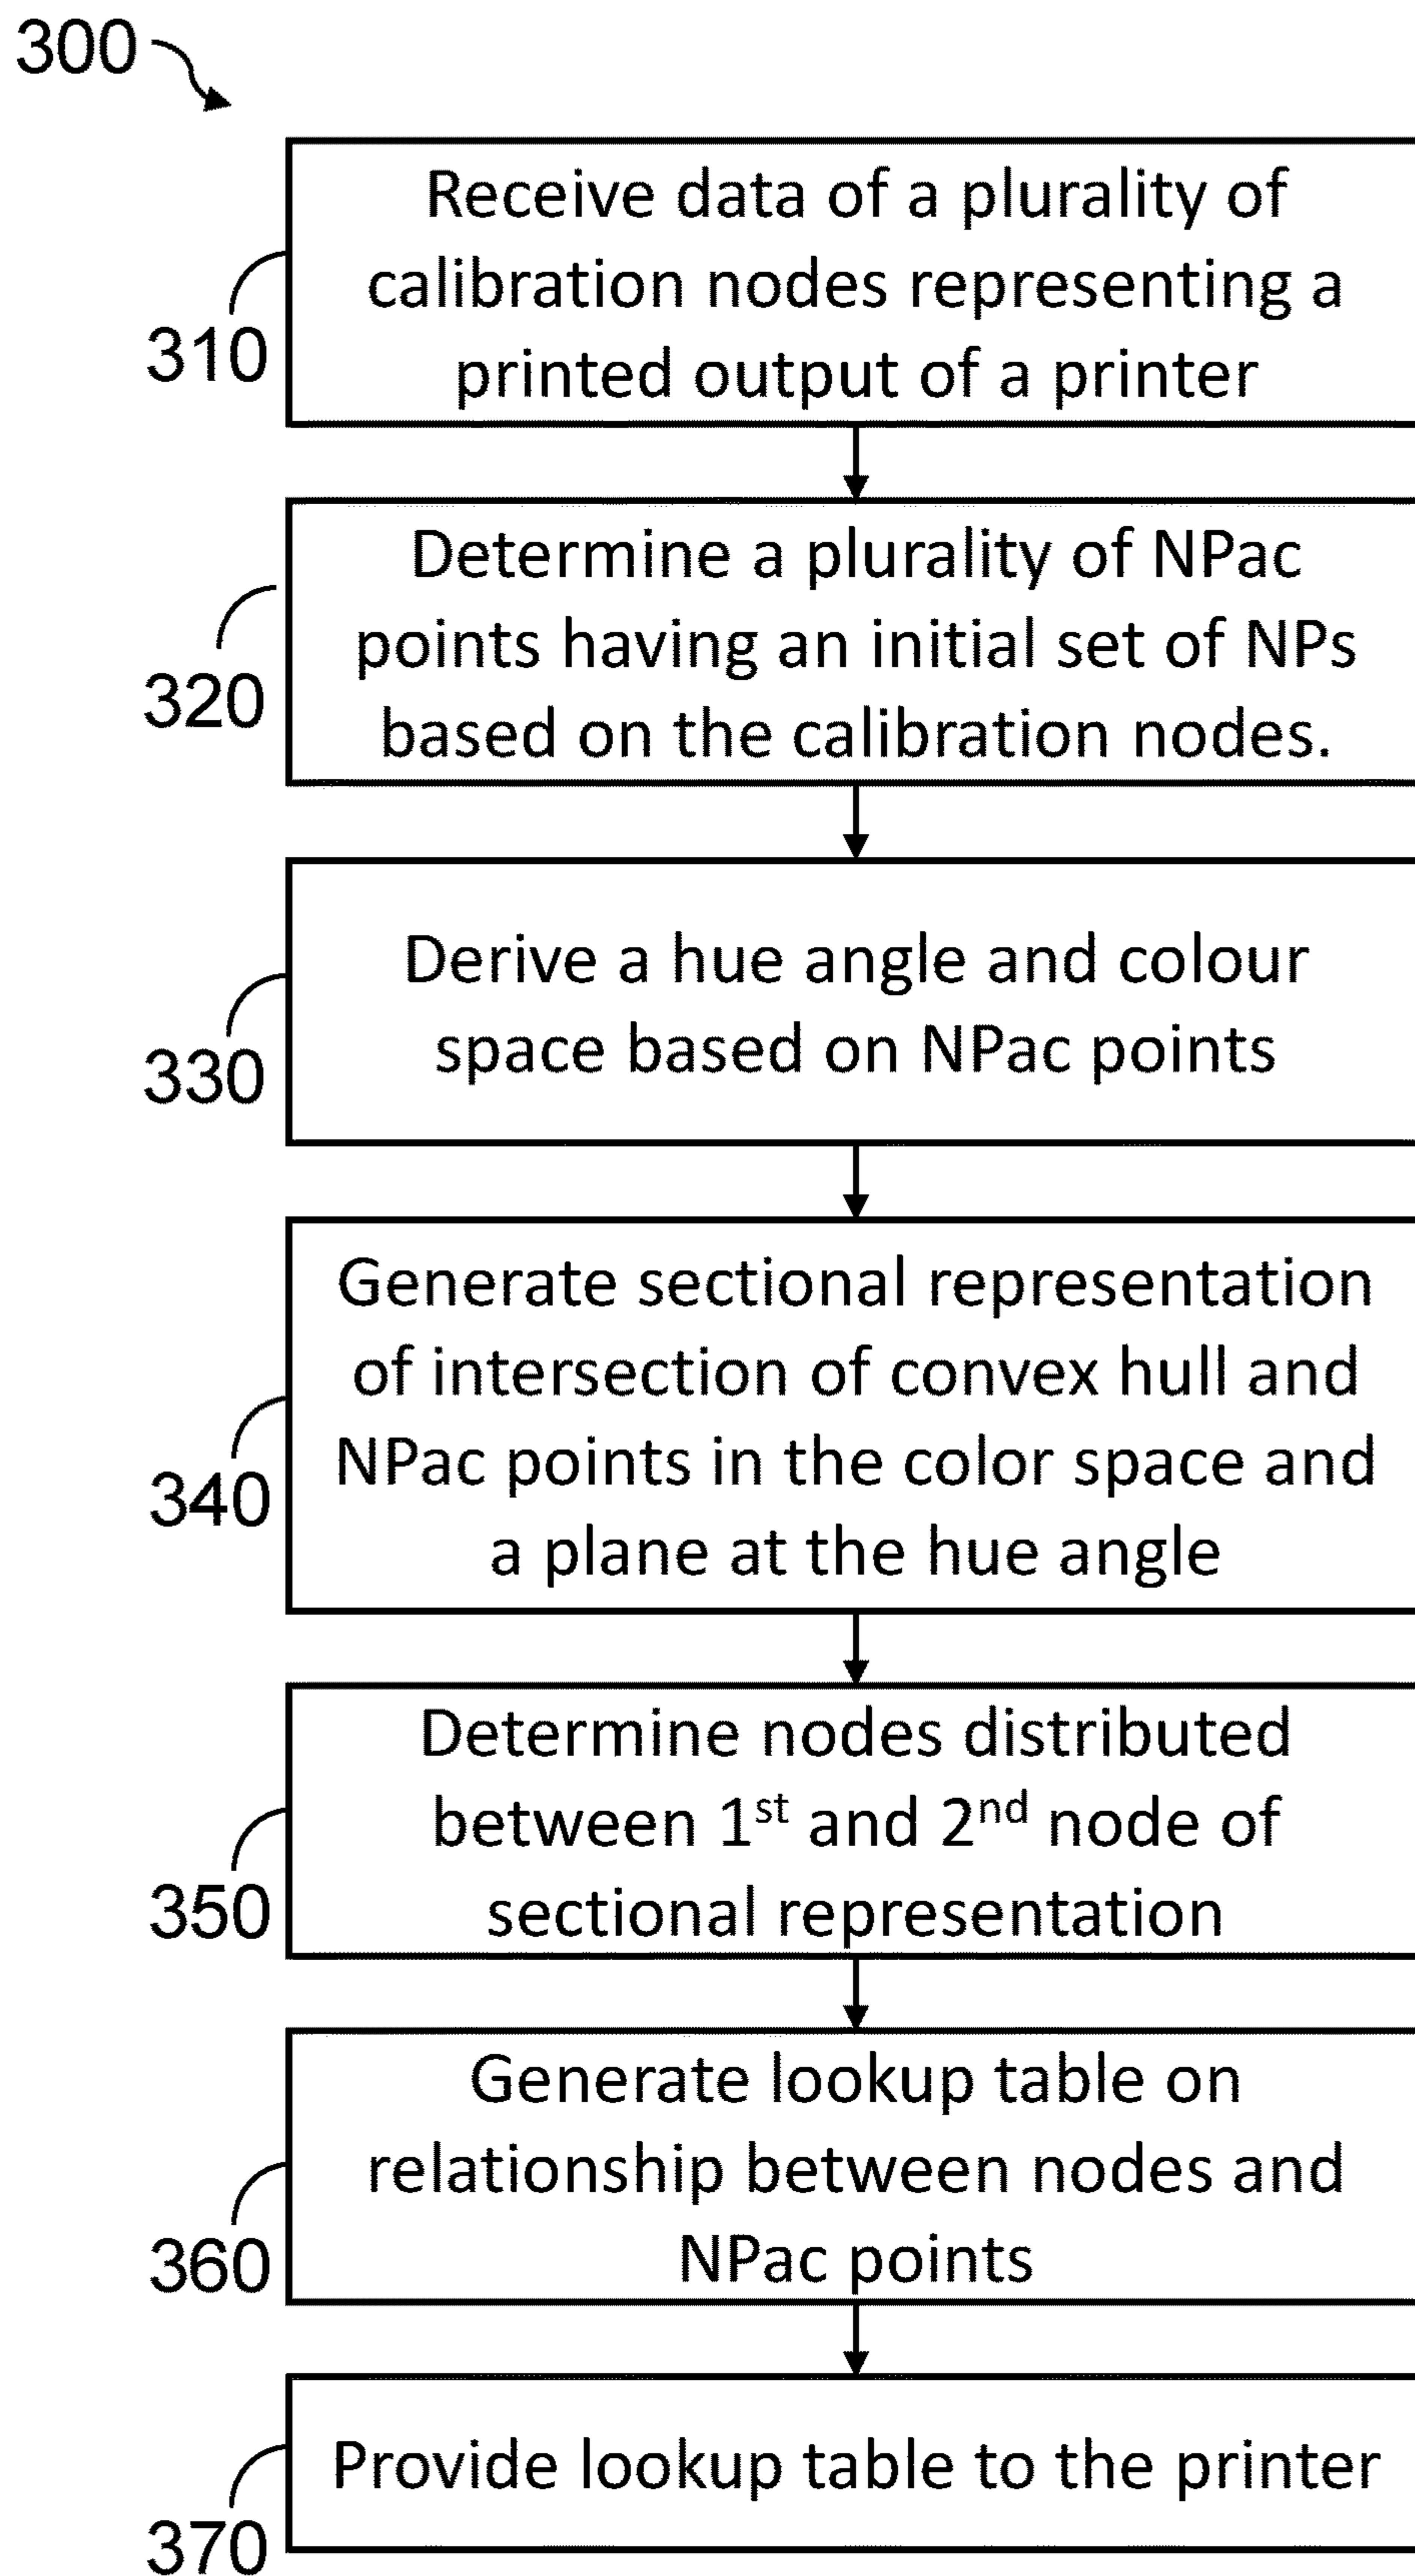 300
Receive data of a plurality of
calibration nodes representing a
printed output of a printer
310
Determine a plurality of NPac
points having an initial set of NPs
based on the calibration nodes.
320
Derive a hue angle and colour
space based on NPac points
330
Generate sectional representation
of intersection of convex hull and
NPac points in the color space and
a plane at the hue angle
340
Determine nodes distributed
between 1st and 2nd node of
sectional representation
350
Generate lookup table on
relationship between nodes and
NPac points
360
Provide lookup table to the printer
370